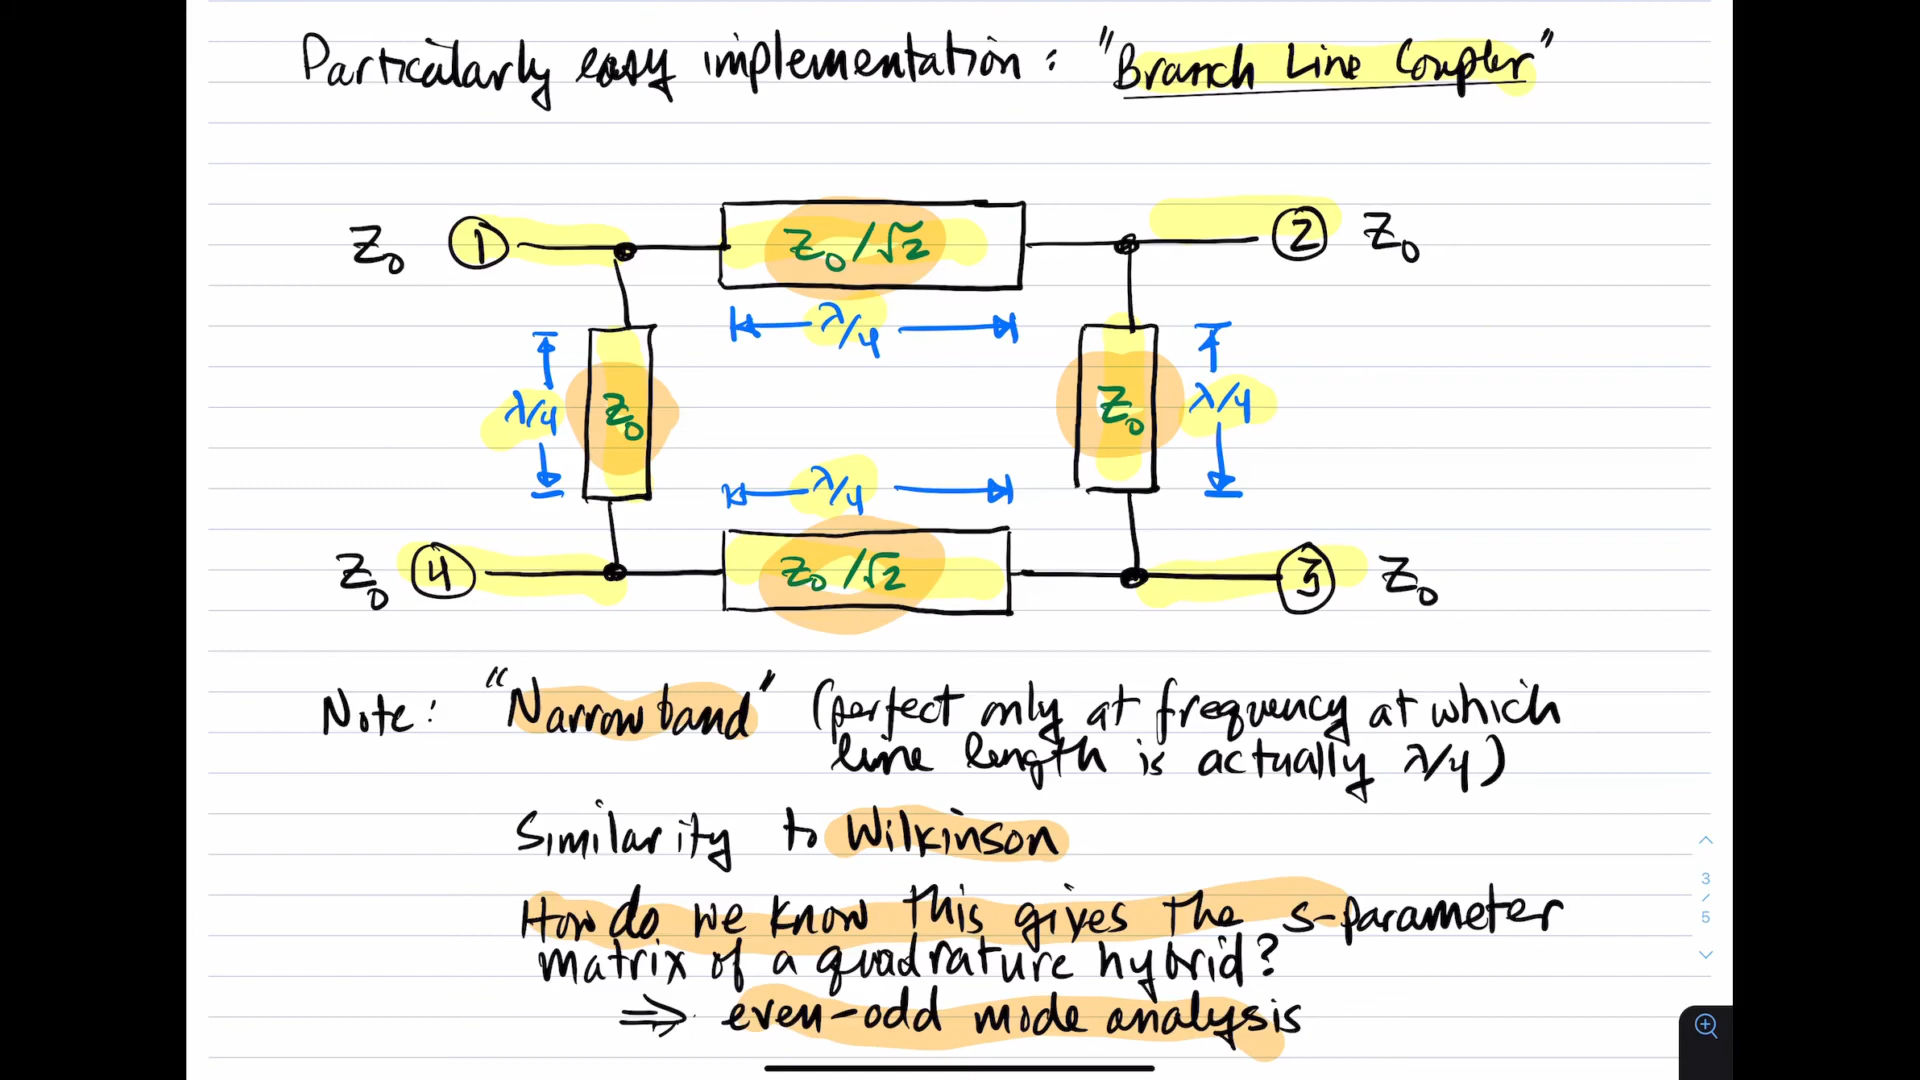 Particularly easy implementation : "Branch Line Coupler"
Z₀ ① Z₀/√2 ② Z₀
λ/4
λ/4 Z₀ Z₀ λ/4
λ/4
Z₀ ④ Z₀/√2 ③ Z₀
Note : "Narrowband" (perfect only at frequency at which
line length is actually λ/4)
Similarity to Wilkinson
How do we know this gives the s-parameter
matrix of a quadrature hybrid?
⇒ even-odd mode analysis
3
/
5